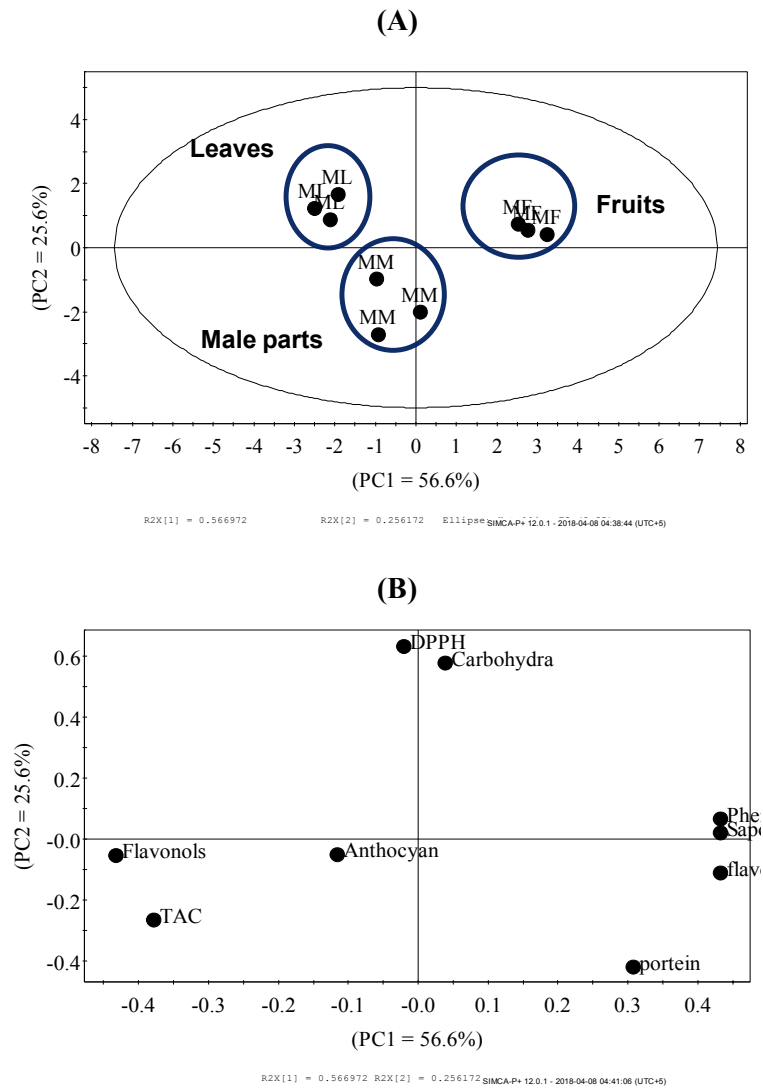 (A)
4
2
0
-2
-4
(PC2 = 25.6%)
Leaves
ML
ML
ML
MF
MF
MF
Fruits
MM
MM
MM
Male parts
-8 -7 -6 -5 -4 -3 -2 -1 0 1 2 3 4 5 6 7 8
(PC1 = 56.6%)
R2X[1] = 0.566972 R2X[2] = 0.256172 SIMCA-P+ 12.0.1 - 2018-04-08 04:38:44 (UTC+5)
(B)
0.6
0.4
0.2
-0.0
-0.2
-0.4
(PC2 = 25.6%)
DPPH
Carbohydra
Phe
Sapo
Flavonols
Anthocyan
flavo
TAC
portein
-0.4 -0.3 -0.2 -0.1 -0.0 0.1 0.2 0.3 0.4
(PC1 = 56.6%)
R2X[1] = 0.566972 R2X[2] = 0.256172 SIMCA-P+ 12.0.1 - 2018-04-08 04:41:06 (UTC+5)